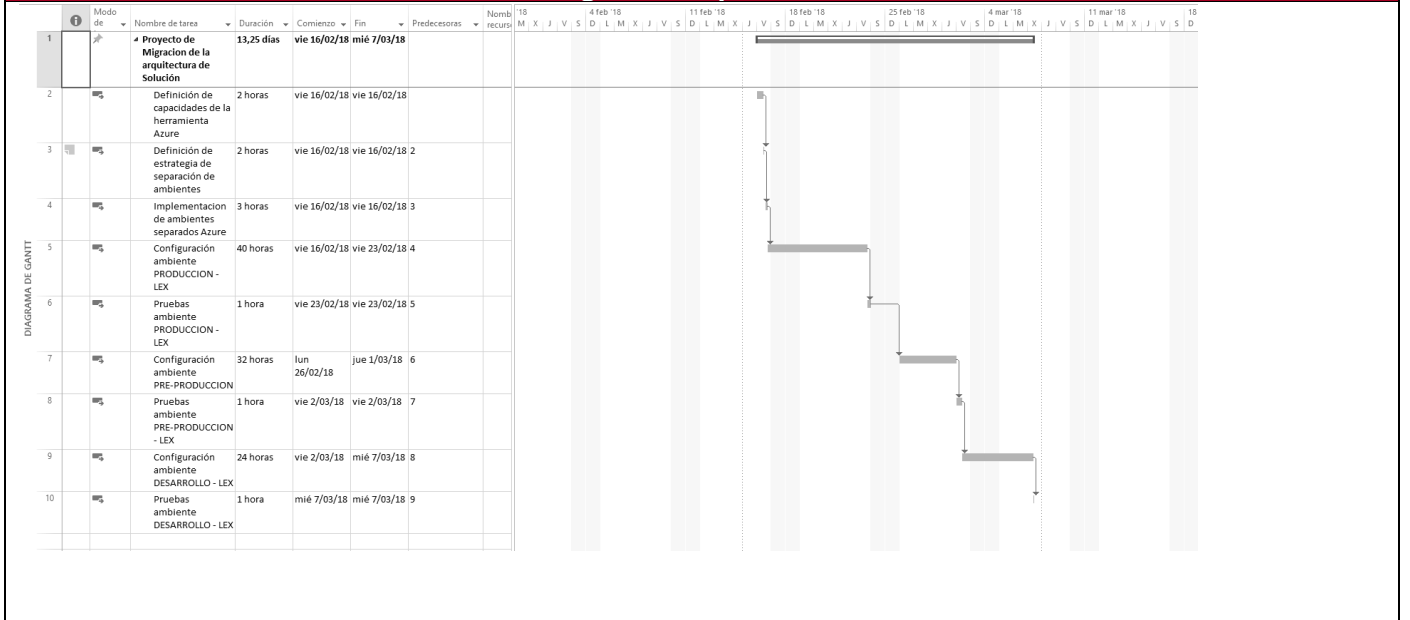 Modo de Nombre de tarea Duración Comienzo Fin Predecesoras Nomb recurs
'18 4 feb '18 11 feb '18 18 feb '18 25 feb '18 4 mar '18 11 mar '18 18
M X J V S D L M X J V S D L M X J V S D L M X J V S D L M X J V S D L M X J V S D L M X J V S D
DIAGRAMA DE GANTT
1 Proyecto de Migracion de la arquitectura de Solución 13,25 días vie 16/02/18 mié 7/03/18
2 Definición de capacidades de la herramienta Azure 2 horas vie 16/02/18 vie 16/02/18
3 Definición de estrategia de separación de ambientes 2 horas vie 16/02/18 vie 16/02/18 2
4 Implementacion de ambientes separados Azure 3 horas vie 16/02/18 vie 16/02/18 3
5 Configuración ambiente PRODUCCION - LEX 40 horas vie 16/02/18 vie 23/02/18 4
6 Pruebas ambiente PRODUCCION - LEX 1 hora vie 23/02/18 vie 23/02/18 5
7 Configuración ambiente PRE-PRODUCCION 32 horas lun 26/02/18 jue 1/03/18 6
8 Pruebas ambiente PRE-PRODUCCION - LEX 1 hora vie 2/03/18 vie 2/03/18 7
9 Configuración ambiente DESARROLLO - LEX 24 horas vie 2/03/18 mié 7/03/18 8
10 Pruebas ambiente DESARROLLO - LEX 1 hora mié 7/03/18 mié 7/03/18 9